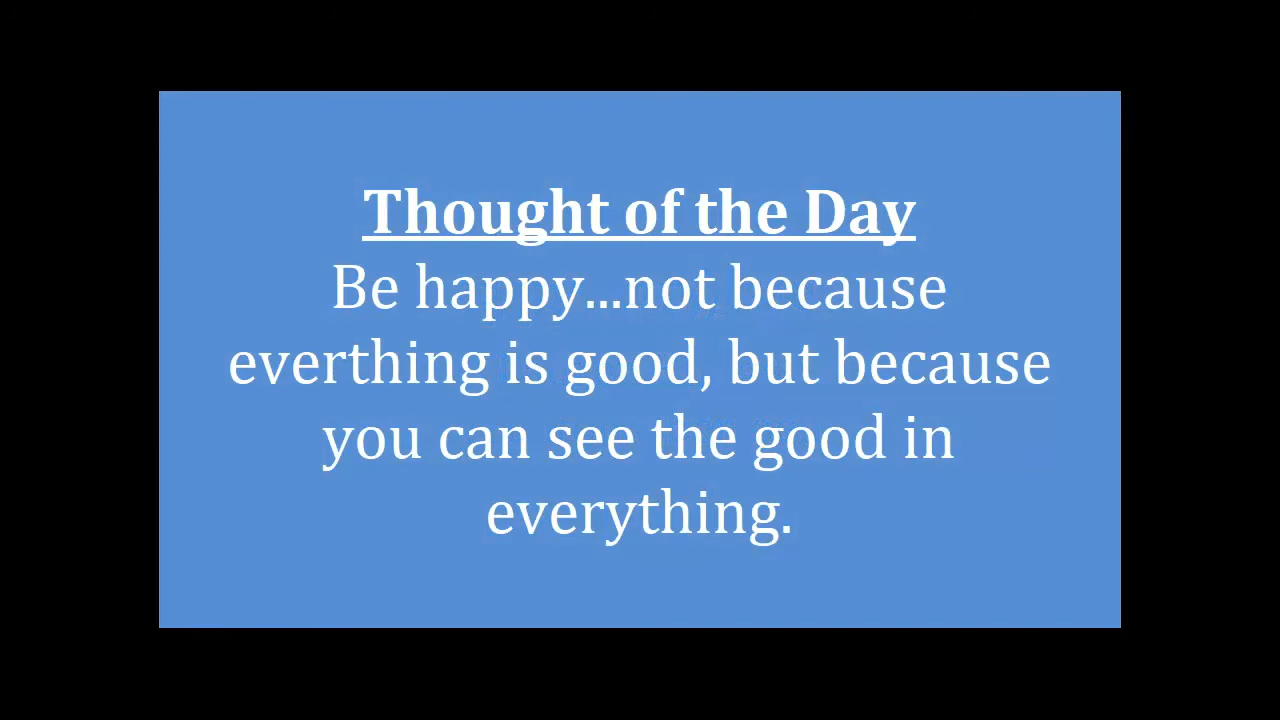 Thought of the Day
Be happy...not because
everthing is good, but because
you can see the good in
everything.